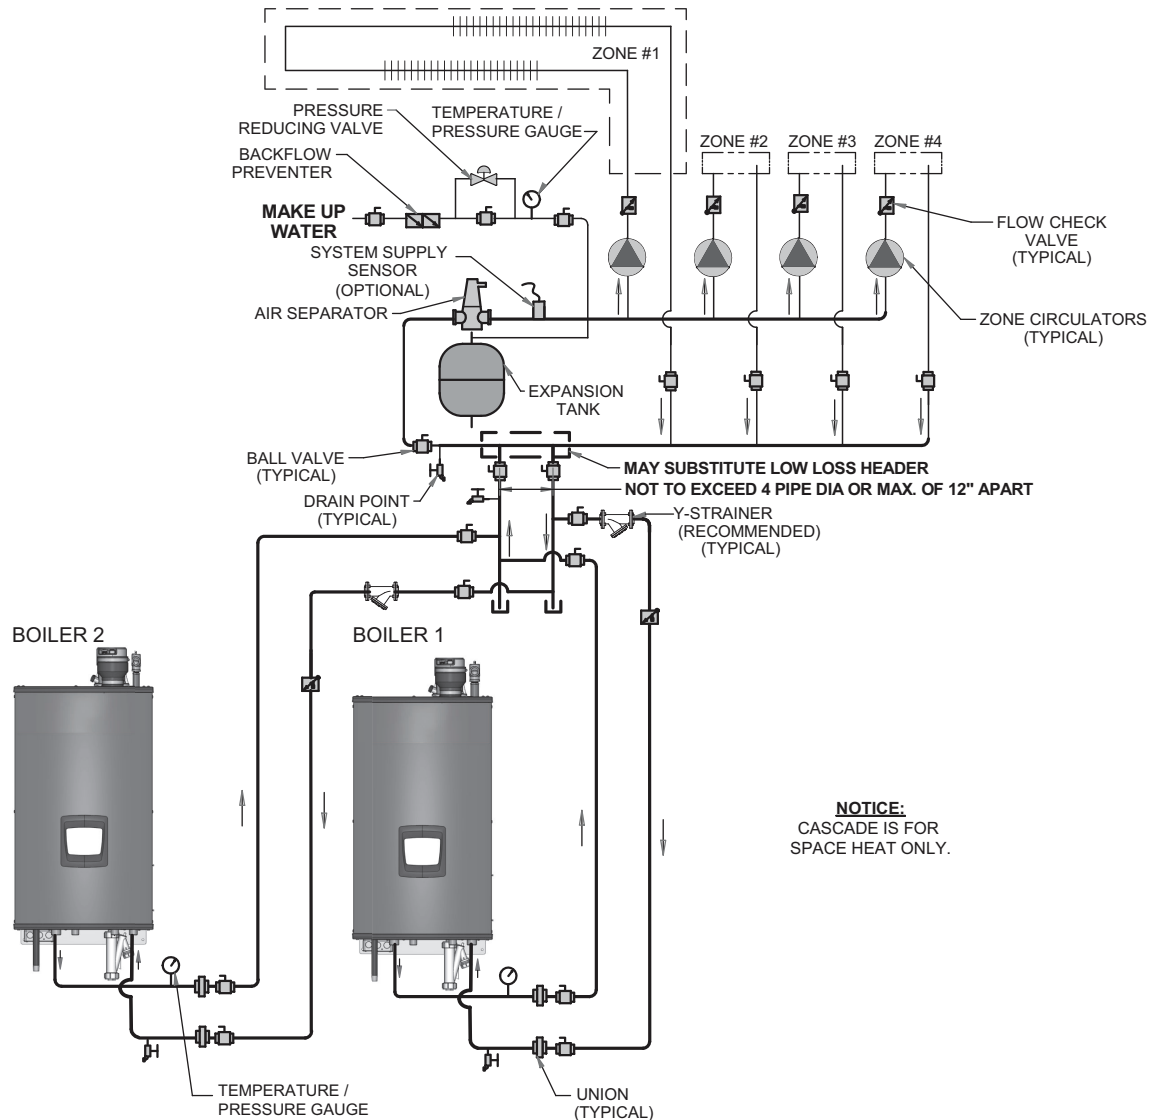 ZONE #1
PRESSURE
REDUCING VALVE
TEMPERATURE /
PRESSURE GAUGE
ZONE #2
ZONE #3
ZONE #4
BACKFLOW
PREVENTER
MAKE UP
WATER
FLOW CHECK
VALVE
(TYPICAL)
SYSTEM SUPPLY
SENSOR
(OPTIONAL)
AIR SEPARATOR
ZONE CIRCULATORS
(TYPICAL)
EXPANSION
TANK
BALL VALVE
(TYPICAL)
MAY SUBSTITUTE LOW LOSS HEADER
NOT TO EXCEED 4 PIPE DIA OR MAX. OF 12" APART
DRAIN POINT
(TYPICAL)
Y-STRAINER
(RECOMMENDED)
(TYPICAL)
BOILER 2
BOILER 1
NOTICE:
CASCADE IS FOR
SPACE HEAT ONLY.
TEMPERATURE /
PRESSURE GAUGE
UNION
(TYPICAL)